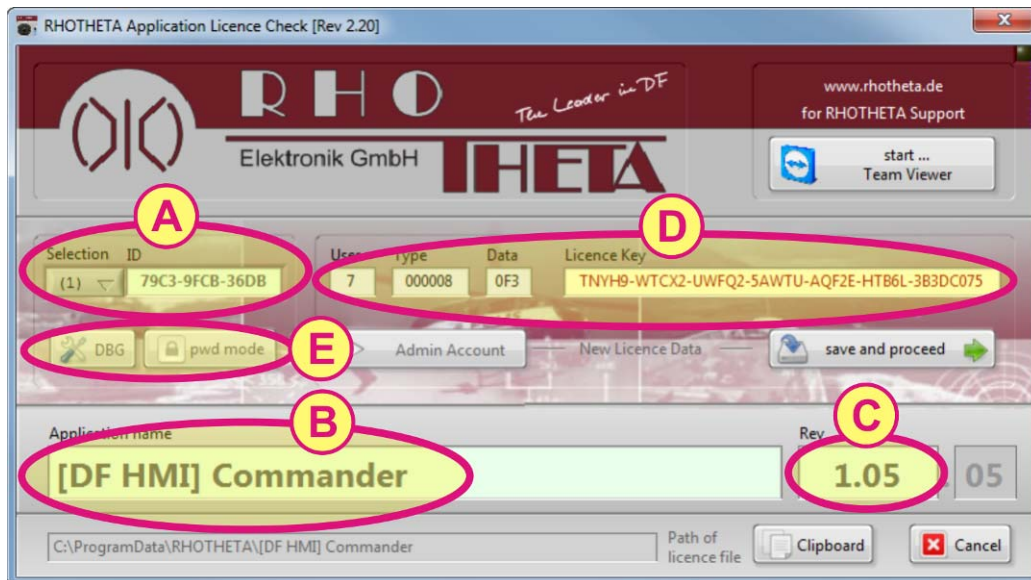 RHOTHETA Application Licence Check [Rev 2.20]
RHO
The Leader in DF
Elektronik GmbH
THETA
www.rhotheta.de
for RHOTHETA Support
start ...
Team Viewer
A
D
Selection ID
User Type Data Licence Key
(1) 79C3-9FCB-36DB
7 000008 0F3 TNYH9-WTCX2-UWFQ2-5AWTU-AQF2E-HTB6L-3B3DC075
DBG pwd mode
E
Admin Account
New Licence Data
save and proceed
B
C
Application name
Rev
[DF HMI] Commander
1.05 . 05
C:\ProgramData\RHOTHETA\[DF HMI] Commander
Path of
licence file
Clipboard
Cancel